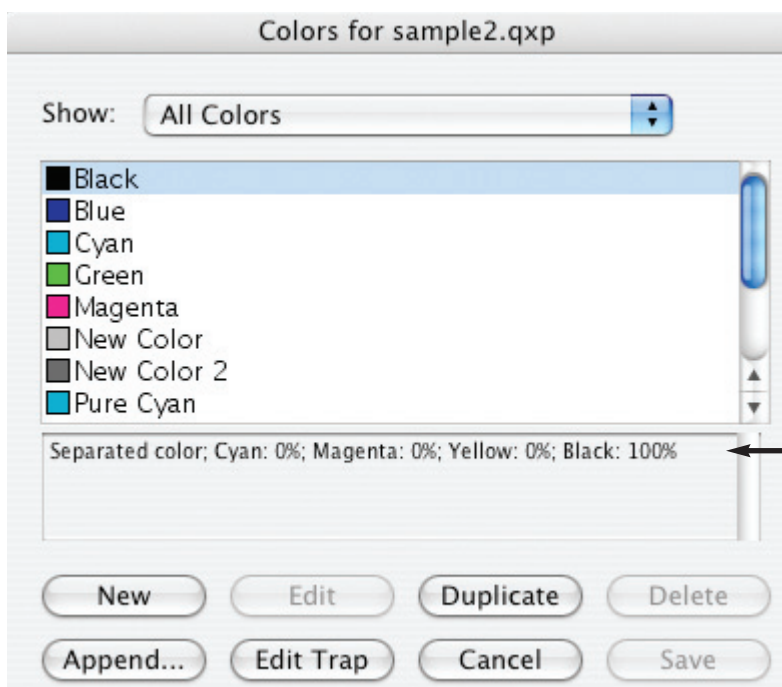 Colors for sample2.qxp
Show: All Colors
Black
Blue
Cyan
Green
Magenta
New Color
New Color 2
Pure Cyan
Separated color; Cyan: 0%; Magenta: 0%; Yellow: 0%; Black: 100%
New Edit Duplicate Delete
Append... Edit Trap Cancel Save